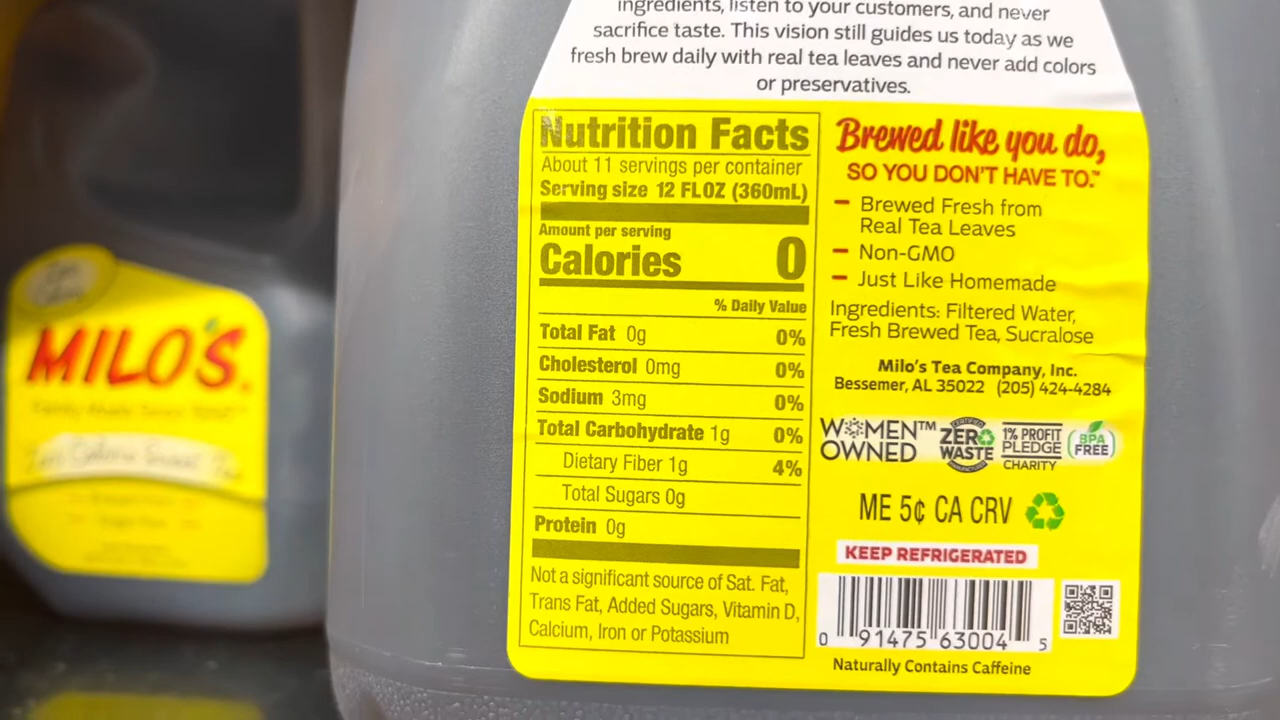 ingredients, listen to your customers, and never
sacrifice taste. This vision still guides us today as we
fresh brew daily with real tea leaves and never add colors
or preservatives.
Nutrition Facts
About 11 servings per container
Serving size 12 FL OZ (360mL)
Amount per serving
Calories 0
% Daily Value
Total Fat 0g 0%
Cholesterol 0mg 0%
Sodium 3mg 0%
Total Carbohydrate 1g 0%
Dietary Fiber 1g 4%
Total Sugars 0g
Protein 0g
Not a significant source of Sat. Fat,
Trans Fat, Added Sugars, Vitamin D,
Calcium, Iron or Potassium
Brewed like you do,
SO YOU DON'T HAVE TO.™
Brewed Fresh from
Real Tea Leaves
Non-GMO
Just Like Homemade
Ingredients: Filtered Water,
Fresh Brewed Tea, Sucralose
Milo's Tea Company, Inc.
Bessemer, AL 35022 (205) 424-4284
WOMEN™
OWNED
CERTIFIED
ZERO
WASTE
1% PROFIT
PLEDGE
CHARITY
BPA
FREE
ME 5¢ CA CRV
KEEP REFRIGERATED
0 91475 63004 5
Naturally Contains Caffeine
MILO'S